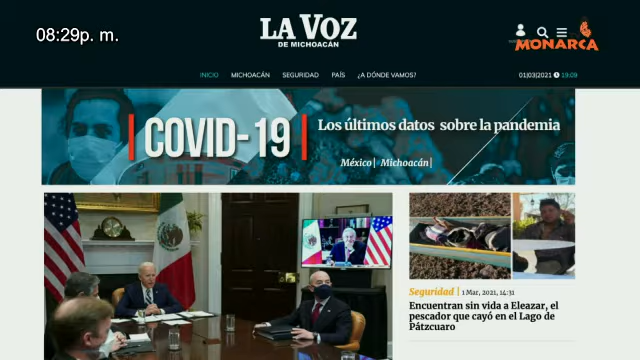 08:29p. m.
LA VOZ
DE MICHOACÁN
MONARCA
INICIO MICHOACÁN SEGURIDAD PAÍS ¿A DÓNDE VAMOS?
01|03|2021 19:09
COVID-19
Los últimos datos sobre la pandemia
México| Michoacán|
Seguridad | 1 Mar, 2021, 14:31
Encuentran sin vida a Eleazar, el
pescador que cayó en el Lago de
Pátzcuaro